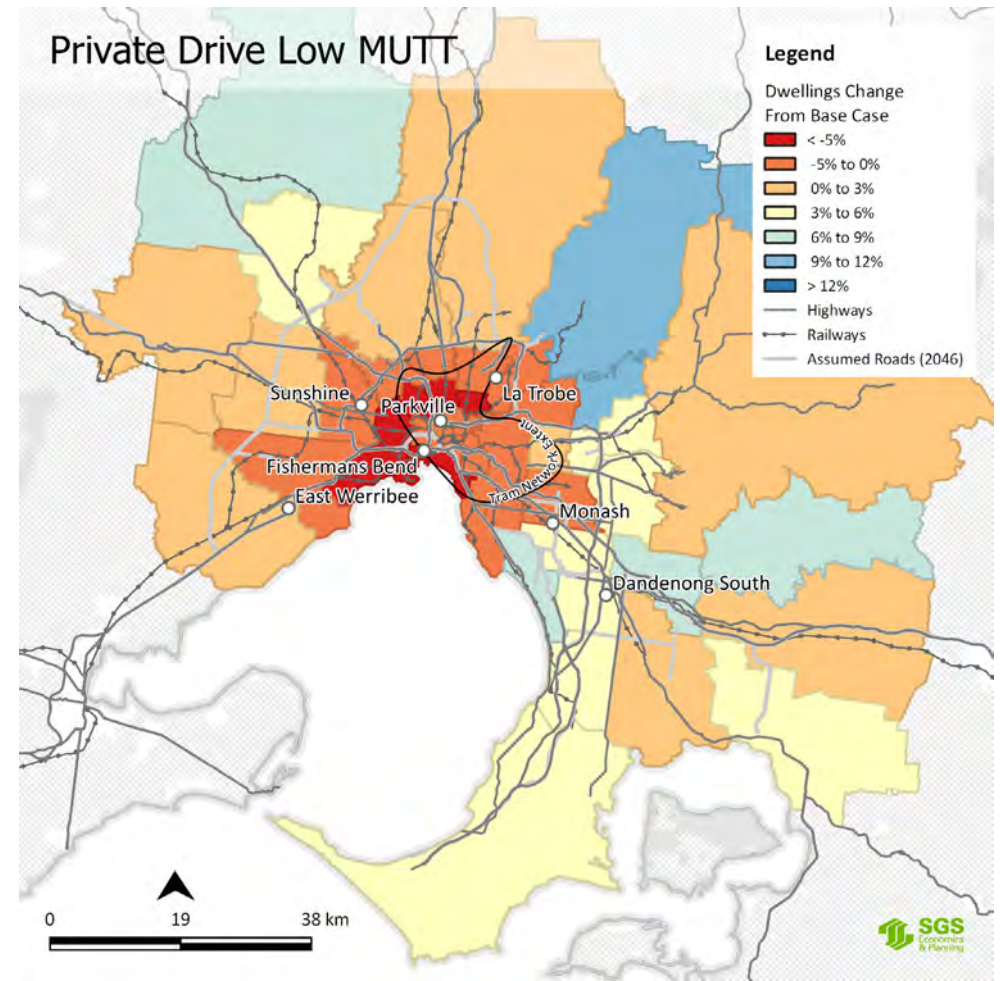 Private Drive Low MUTT
Legend
Dwellings Change
From Base Case
< -5%
-5% to 0%
0% to 3%
3% to 6%
6% to 9%
9% to 12%
> 12%
Highways
Railways
Assumed Roads (2046)
Sunshine
Parkville
La Trobe
Tram Network Extent
Fishermans Bend
East Werribee
Monash
Dandenong South
0 19 38 km
SGS
Economics
& Planning